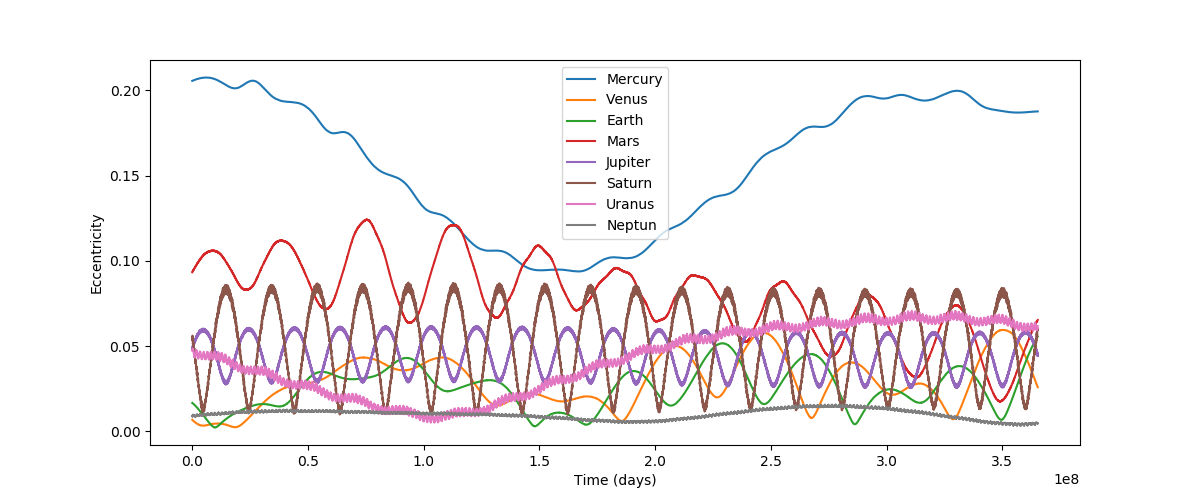 Eccentricity
0.20
0.15
0.10
0.05
0.00
Mercury
Venus
Earth
Mars
Jupiter
Saturn
Uranus
Neptun
0.0 0.5 1.0 1.5 2.0 2.5 3.0 3.5
1e8
Time (days)